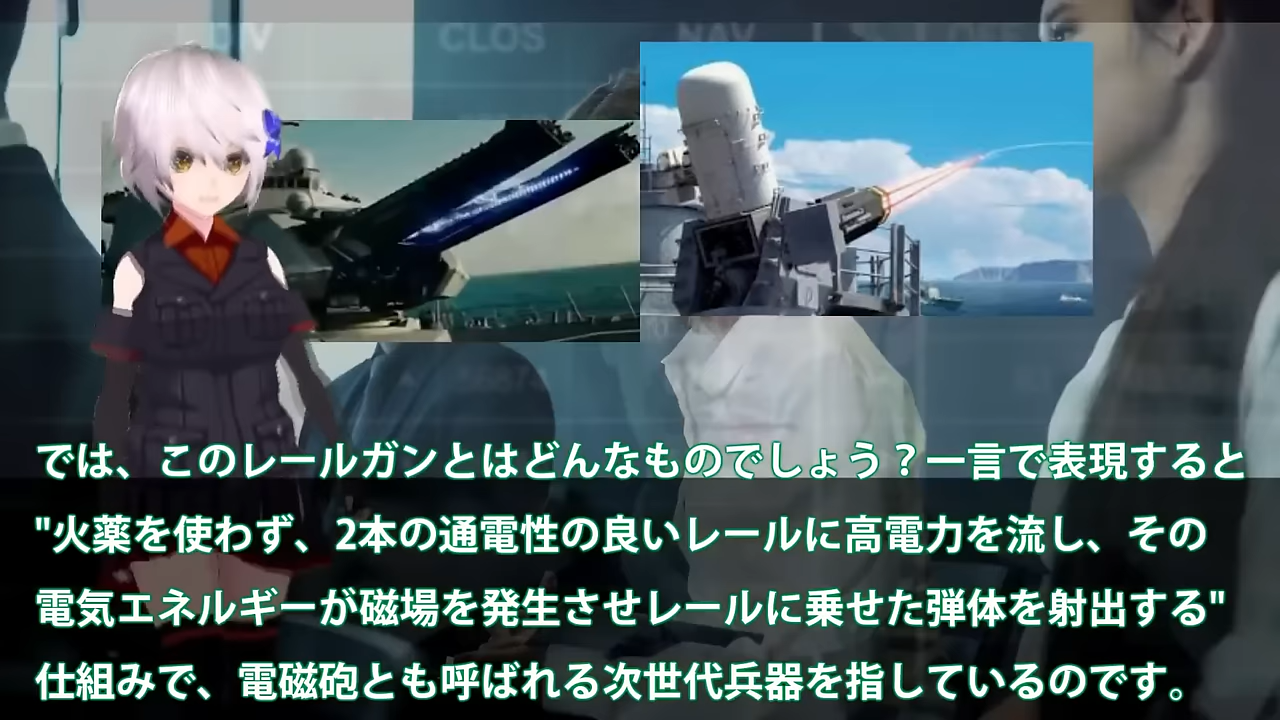 CLOS
NAV
では、このレールガンとはどんなものでしょう？一言で表現すると
"火薬を使わず、2本の通電性の良いレールに高電力を流し、その
電気エネルギーが磁場を発生させレールに乗せた弾体を射出する"
仕組みで、電磁砲とも呼ばれる次世代兵器を指しているのです。